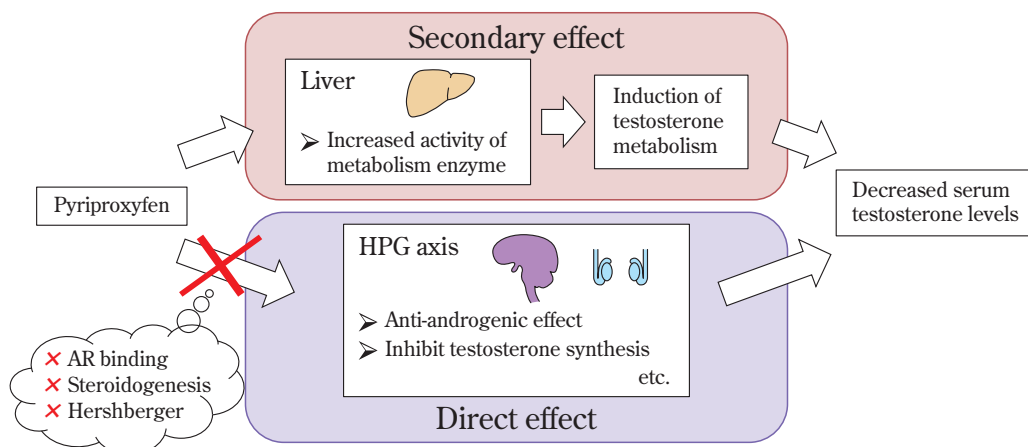 Secondary effect
Liver
➢ Increased activity of
metabolism enzyme
Induction of
testosterone
metabolism
Pyriproxyfen
Decreased serum
testosterone levels
HPG axis
➢ Anti-androgenic effect
➢ Inhibit testosterone synthesis
etc.
× AR binding
× Steroidogenesis
× Hershberger
Direct effect